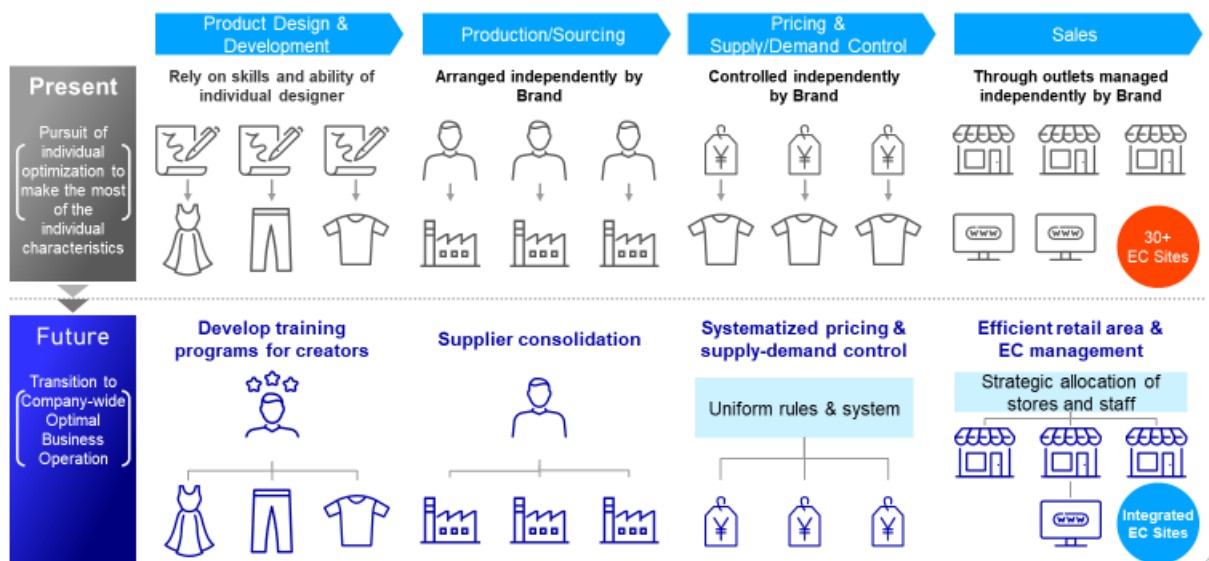 Product Design &
Development
Production/Sourcing
Pricing &
Supply/Demand Control
Sales
Present
Pursuit of
individual
optimization to
make the most
of the
individual
characteristics
Rely on skills and ability of
individual designer
Arranged independently by
Brand
Controlled independently
by Brand
Through outlets managed
independently by Brand
¥
¥
¥
www
www
30+
EC Sites
Future
Transition to
Company-wide
Optimal
Business
Operation
Develop training
programs for creators
Supplier consolidation
Systematized pricing &
supply-demand control
Uniform rules & system
¥
¥
¥
Efficient retail area &
EC management
Strategic allocation of
stores and staff
www
Integrated
EC Sites